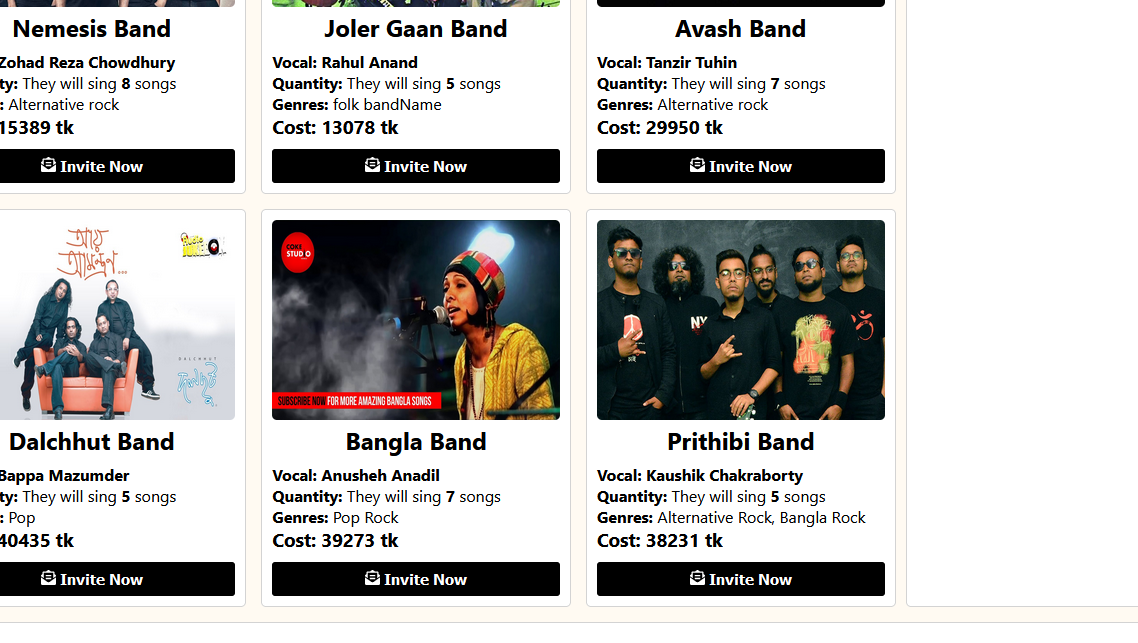 Nemesis Band
Zohad Reza Chowdhury
ty: They will sing 8 songs
: Alternative rock
15389 tk
Invite Now
Joler Gaan Band
Vocal: Rahul Anand
Quantity: They will sing 5 songs
Genres: folk bandName
Cost: 13078 tk
Invite Now
Avash Band
Vocal: Tanzir Tuhin
Quantity: They will sing 7 songs
Genres: Alternative rock
Cost: 29950 tk
Invite Now
আয়
আমন্ত্রণ...
DALCHHUT
Dalchhut Band
Bappa Mazumder
ty: They will sing 5 songs
: Pop
40435 tk
Invite Now
COKE
STUDIO
SUBSCRIBE NOW FOR MORE AMAZING BANGLA SONGS
Bangla Band
Vocal: Anusheh Anadil
Quantity: They will sing 7 songs
Genres: Pop Rock
Cost: 39273 tk
Invite Now
NY
Prithibi Band
Vocal: Kaushik Chakraborty
Quantity: They will sing 5 songs
Genres: Alternative Rock, Bangla Rock
Cost: 38231 tk
Invite Now